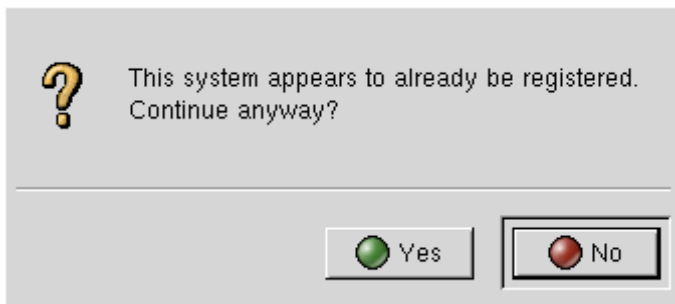 This system appears to already be registered.
Continue anyway?
Yes
No